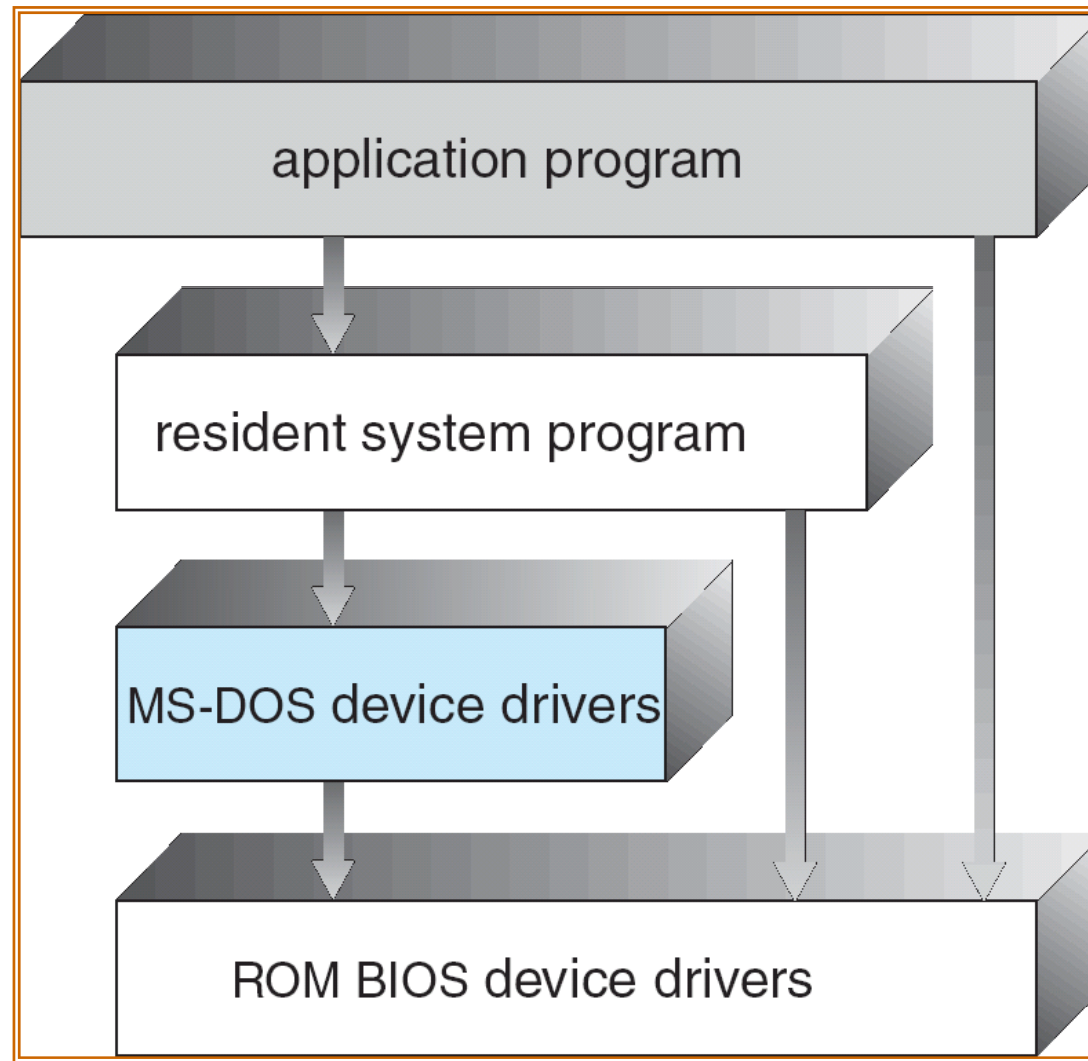 application program
resident system program
MS-DOS device drivers
ROM BIOS device drivers